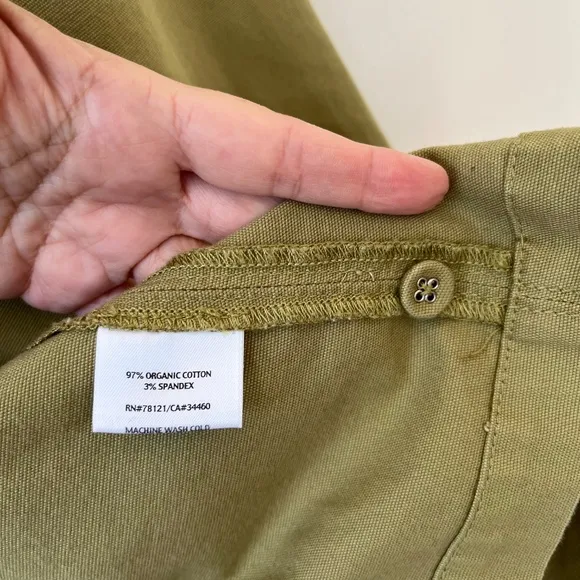 97% ORGANIC COTTON
3% SPANDEX
RN#78121/CA#34460
MACHINE WASH COLD